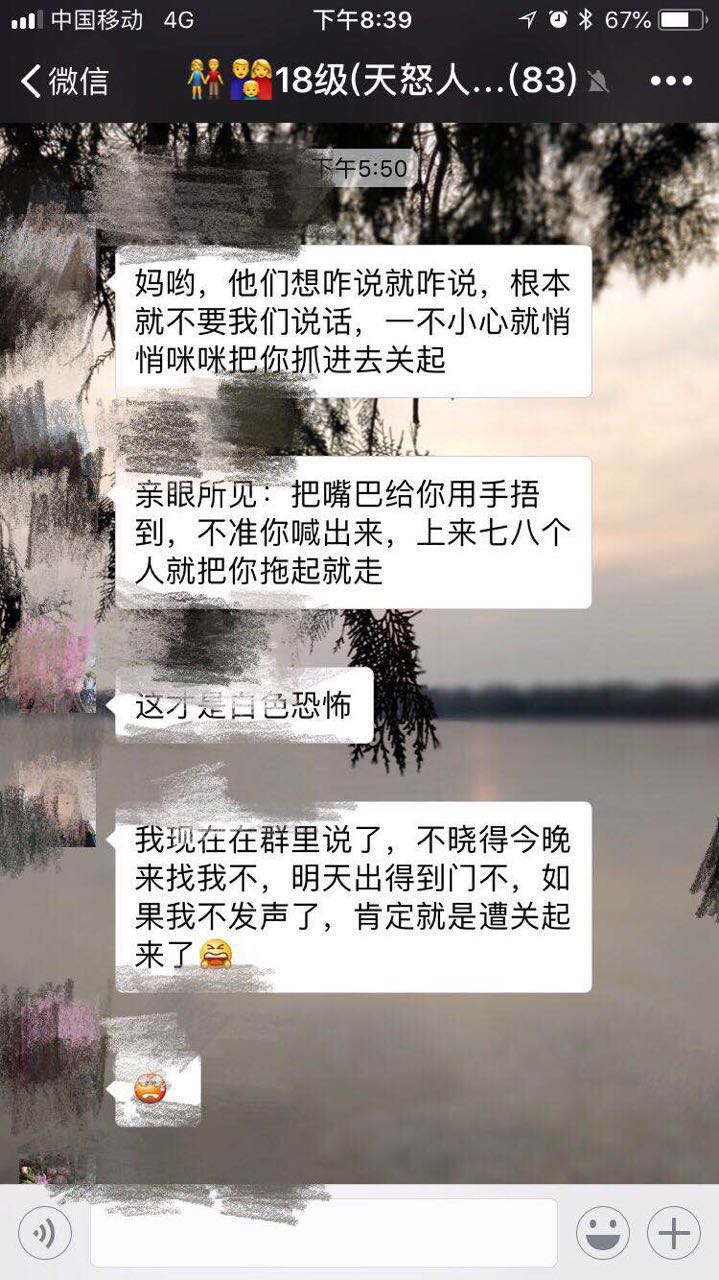 中国移动 4G 下午8:39 67%
微信 👫👨‍👩‍👦18级(天怒人...(83)
下午5:50
妈哟，他们想咋说就咋说，根本
就不要我们说话，一不小心就悄
悄咪咪把你抓进去关起
亲眼所见：把嘴巴给你用手捂
到，不准你喊出来，上来七八个
人就把你拖起就走
这才是白色恐怖
我现在在群里说了，不晓得今晚
来找我不，明天出得到门不，如
果我不发声了，肯定就是遭关起
来了😫